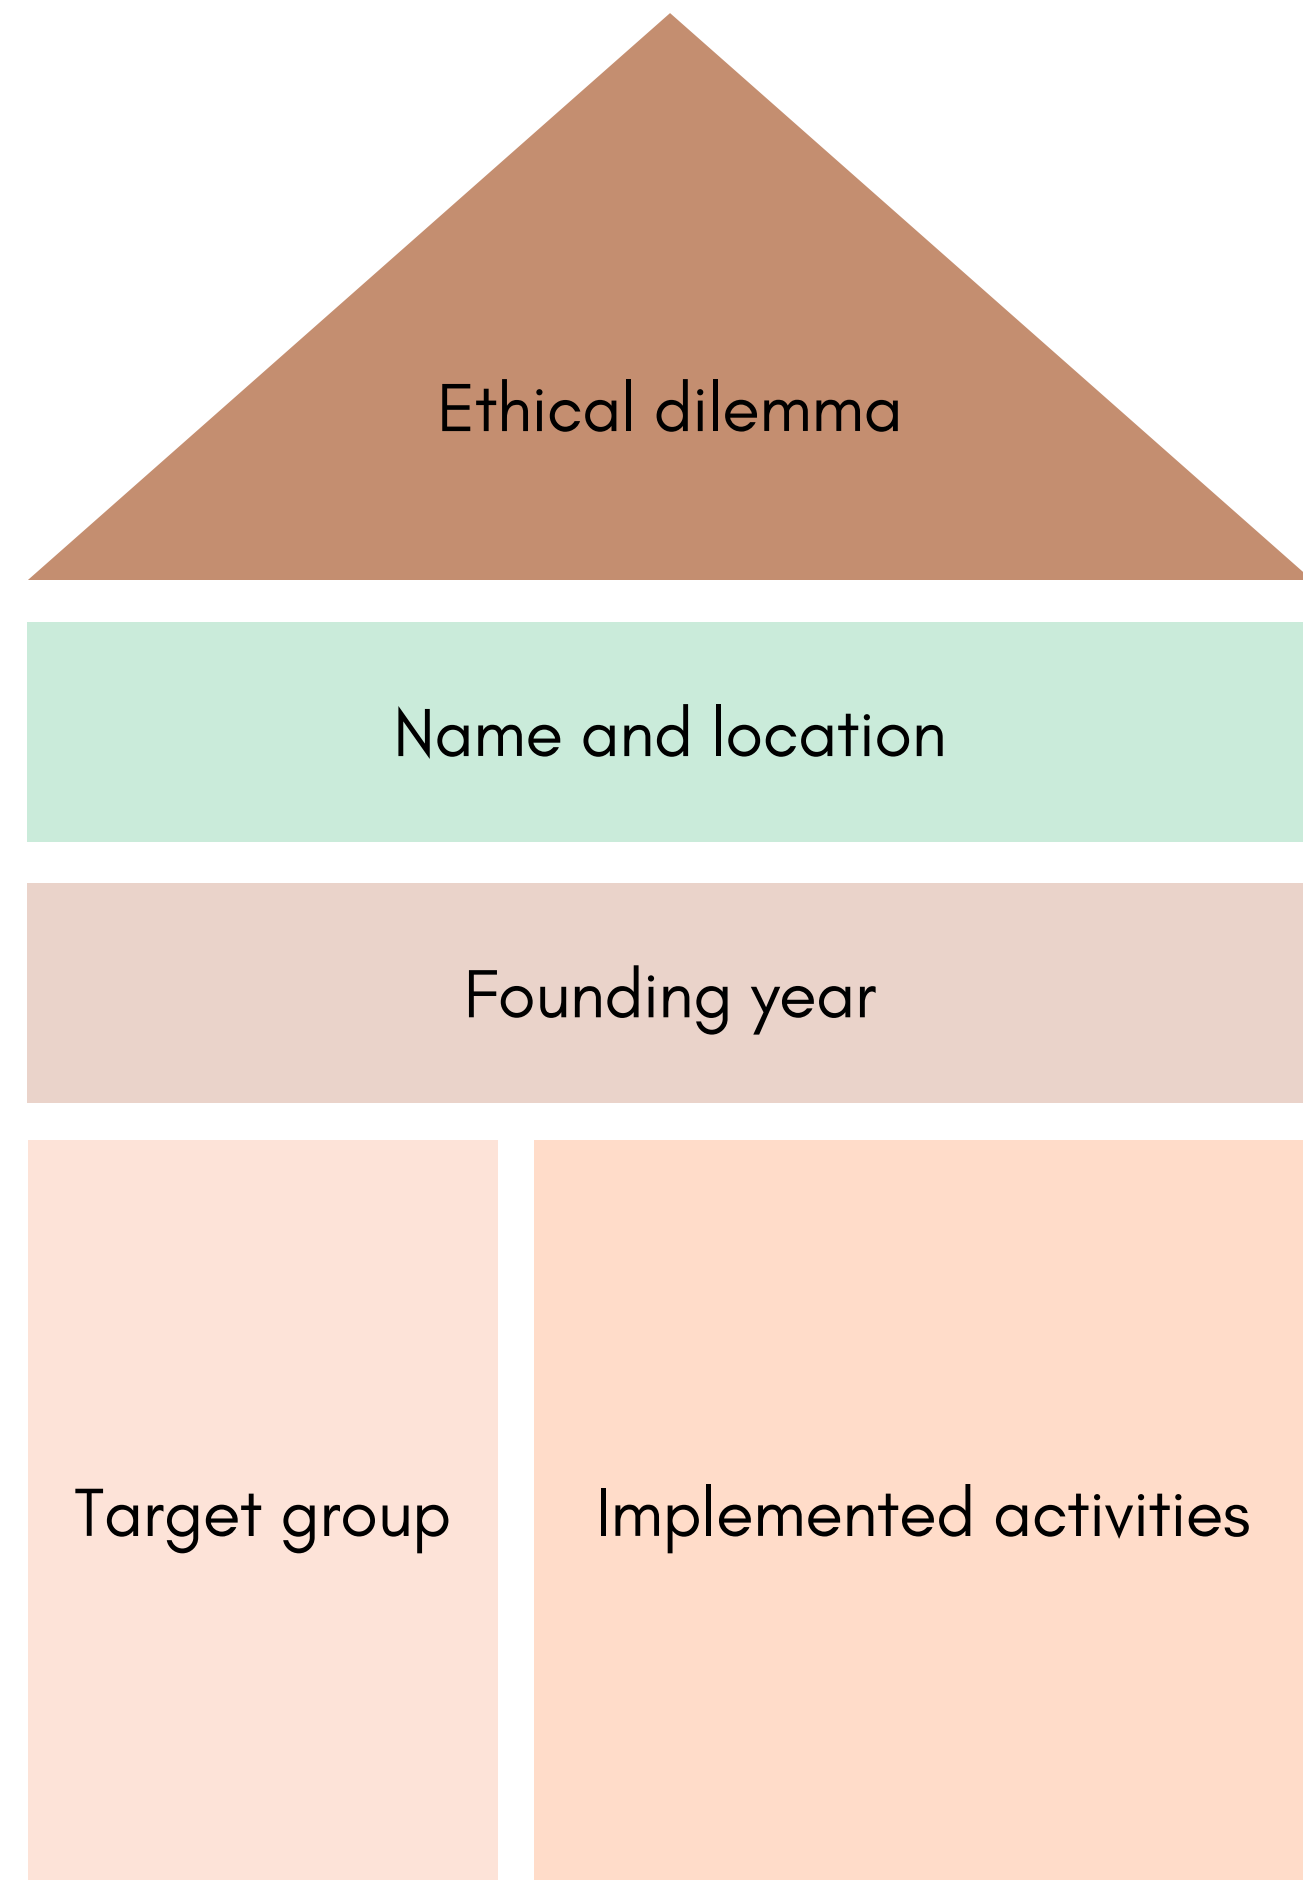 Ethical dilemma
Name and location
Founding year
Target group
Implemented activities